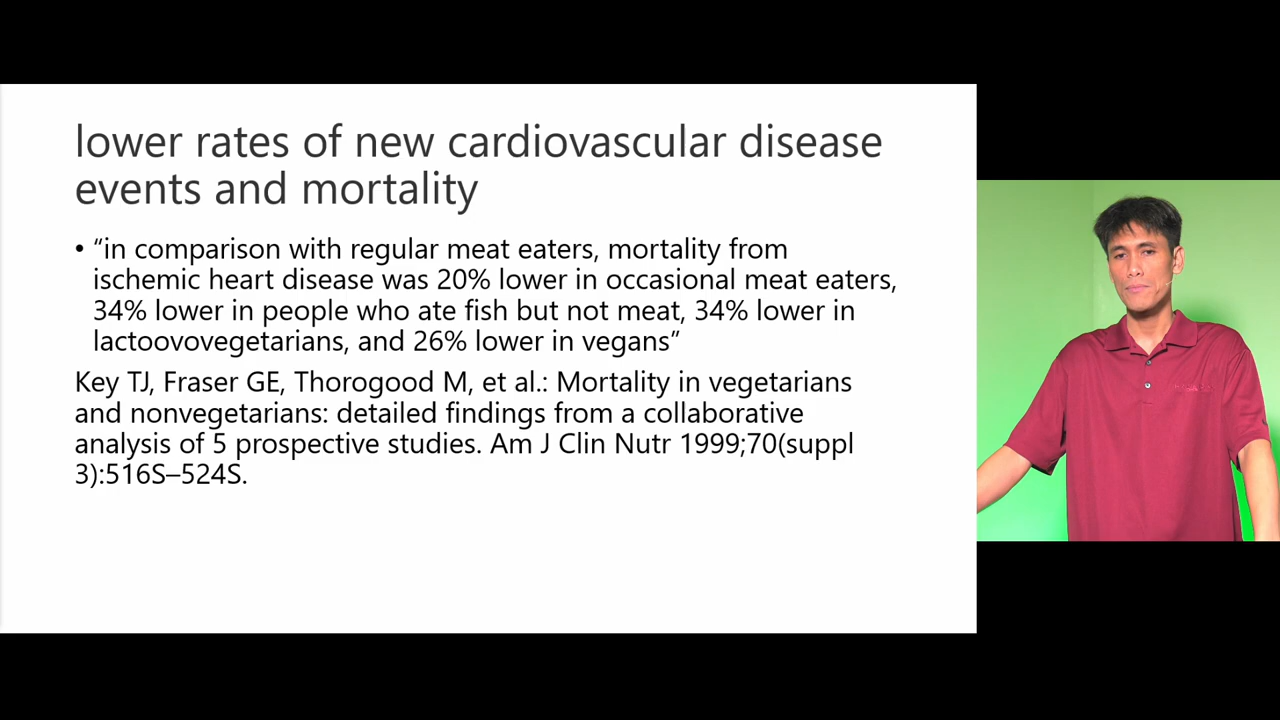 lower rates of new cardiovascular disease
events and mortality
• “in comparison with regular meat eaters, mortality from
ischemic heart disease was 20% lower in occasional meat eaters,
34% lower in people who ate fish but not meat, 34% lower in
lactoovovegetarians, and 26% lower in vegans”
Key TJ, Fraser GE, Thorogood M, et al.: Mortality in vegetarians
and nonvegetarians: detailed findings from a collaborative
analysis of 5 prospective studies. Am J Clin Nutr 1999;70(suppl
3):516S–524S.